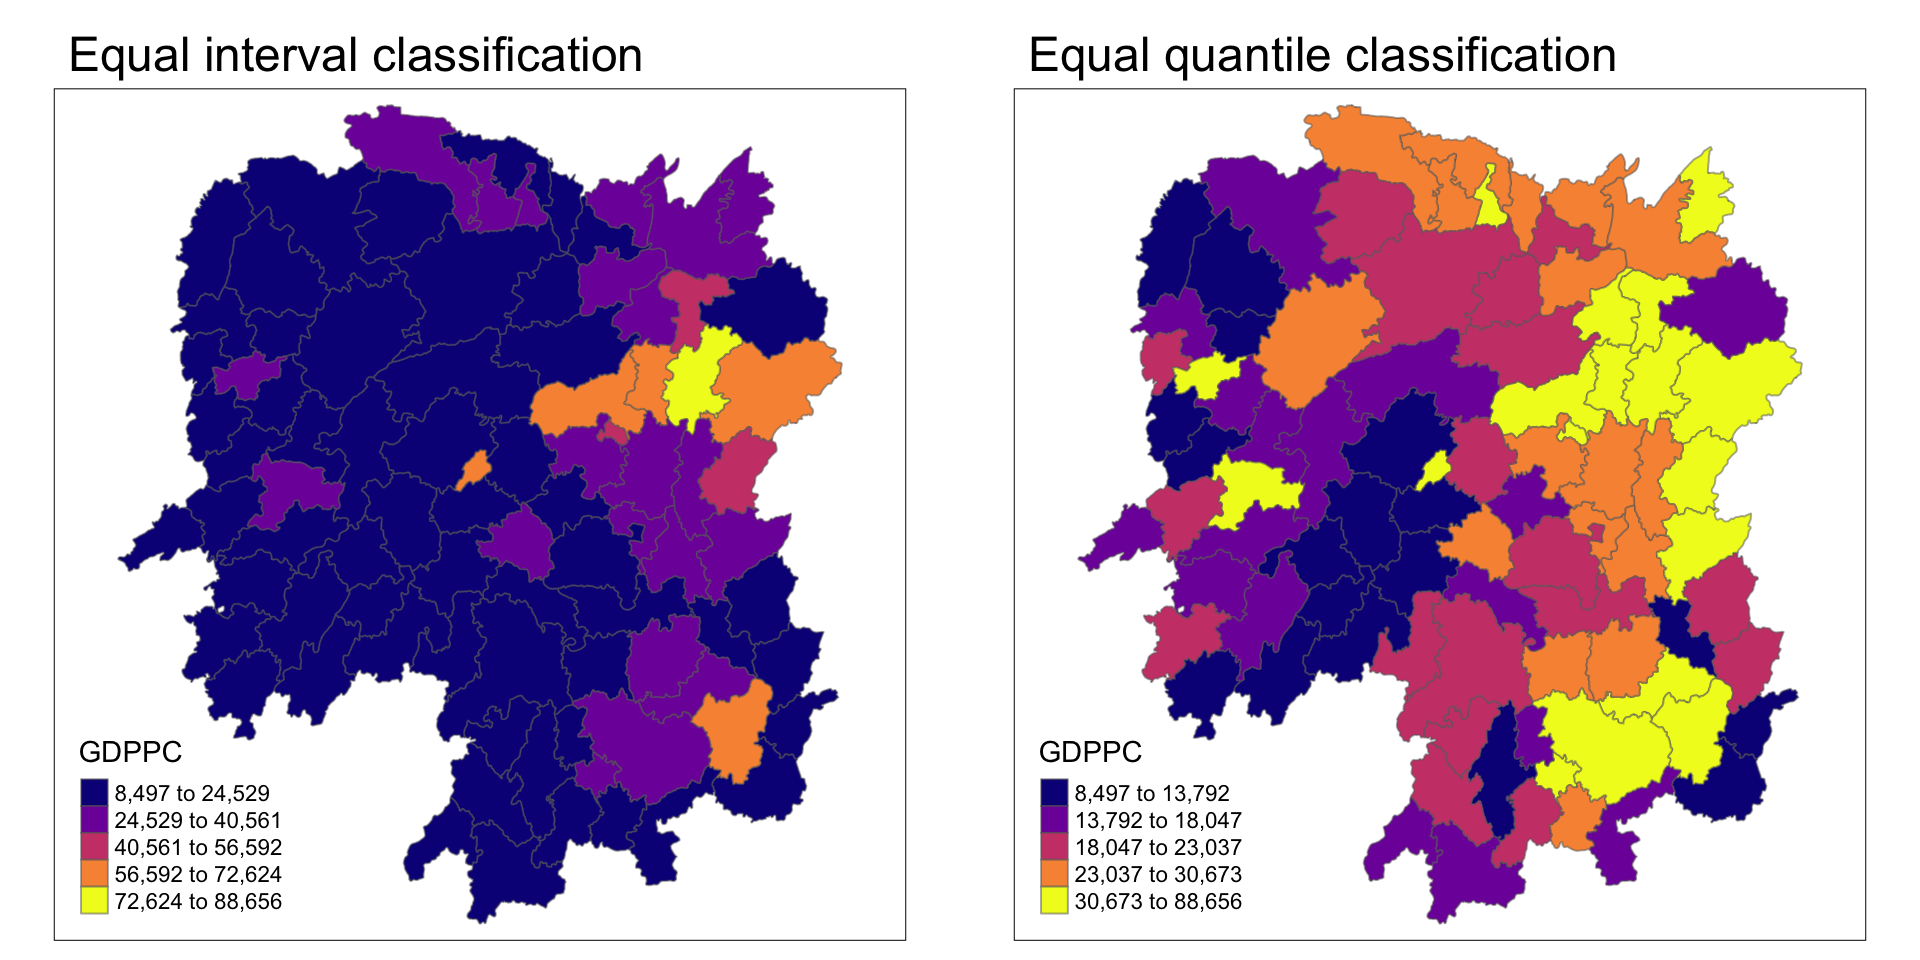 Equal interval classification
GDPPC
8,497 to 24,529
24,529 to 40,561
40,561 to 56,592
56,592 to 72,624
72,624 to 88,656
Equal quantile classification
GDPPC
8,497 to 13,792
13,792 to 18,047
18,047 to 23,037
23,037 to 30,673
30,673 to 88,656